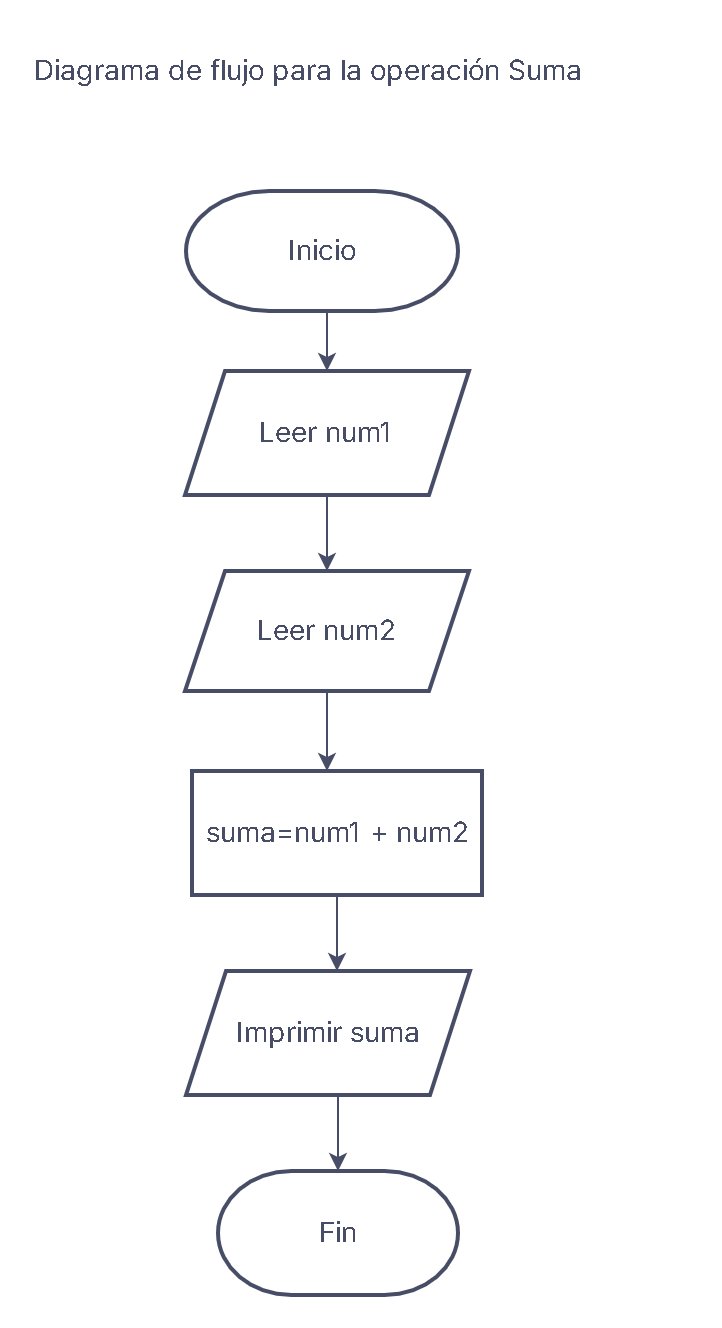 Diagrama de flujo para la operación Suma
Inicio
Leer num1
Leer num2
suma=num1 + num2
Imprimir suma
Fin